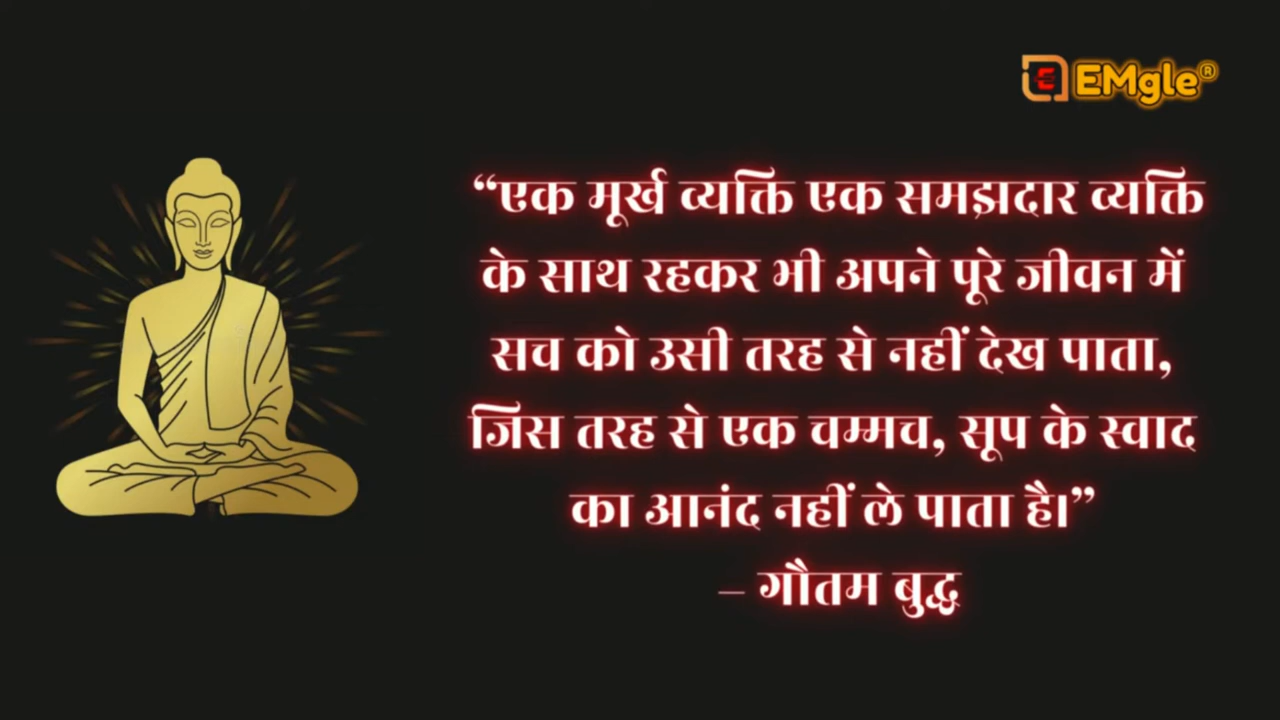 EMgle®
“एक मूर्ख व्यक्ति एक समझदार व्यक्ति
के साथ रहकर भी अपने पूरे जीवन में
सच को उसी तरह से नहीं देख पाता,
जिस तरह से एक चम्मच, सूप के स्वाद
का आनंद नहीं ले पाता है।”
– गौतम बुद्ध